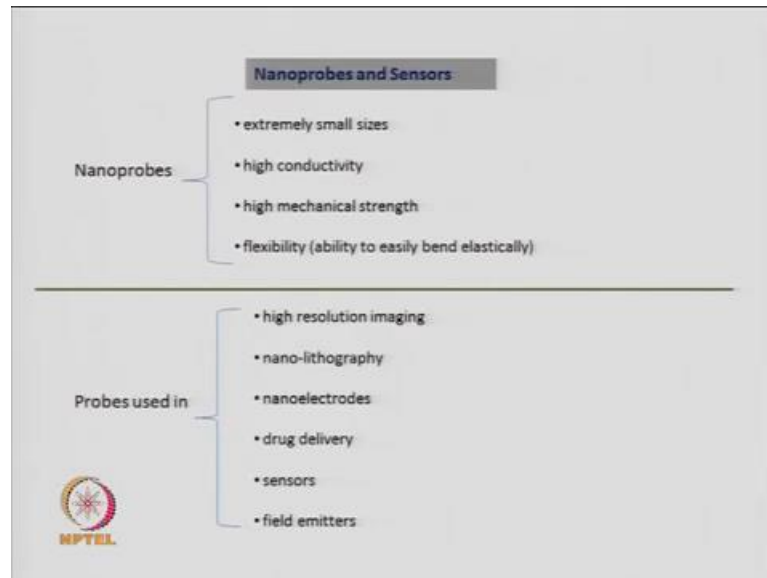 Nanoprobes and Sensors
Nanoprobes
• extremely small sizes
• high conductivity
• high mechanical strength
• flexibility (ability to easily bend elastically)
Probes used in
• high resolution imaging
• nano-lithography
• nanoelectrodes
• drug delivery
• sensors
• field emitters
NPTEL